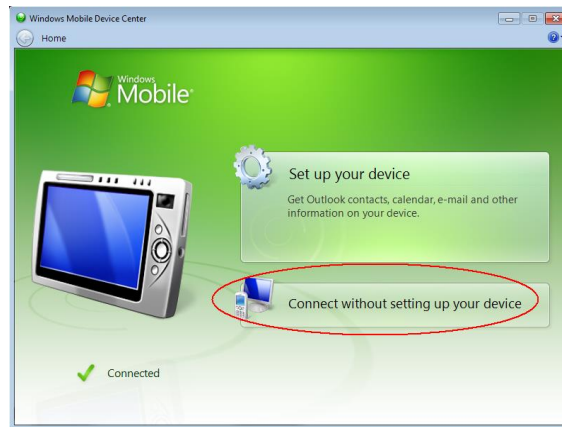 Windows Mobile Device Center
Home
Windows
Mobile®
Set up your device
Get Outlook contacts, calendar, e-mail and other
information on your device.
Connect without setting up your device
Connected